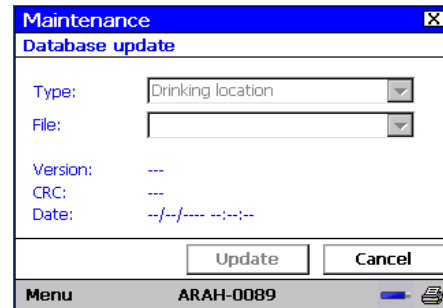 Maintenance X
Database update
Type: Drinking location
File:
Version: ---
CRC: ---
Date: --/--/---- --:--:--
Update Cancel
Menu ARAH-0089